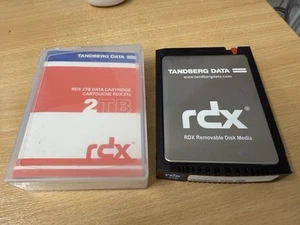 TANDBERG DATA
RDX 2TB DATA CARTRIDGE
CARTOUCHE RDX 2To
2TB
rdx
TANDBERG DATA
www.tandbergdata.com
rdx
RDX Removable Disk Media